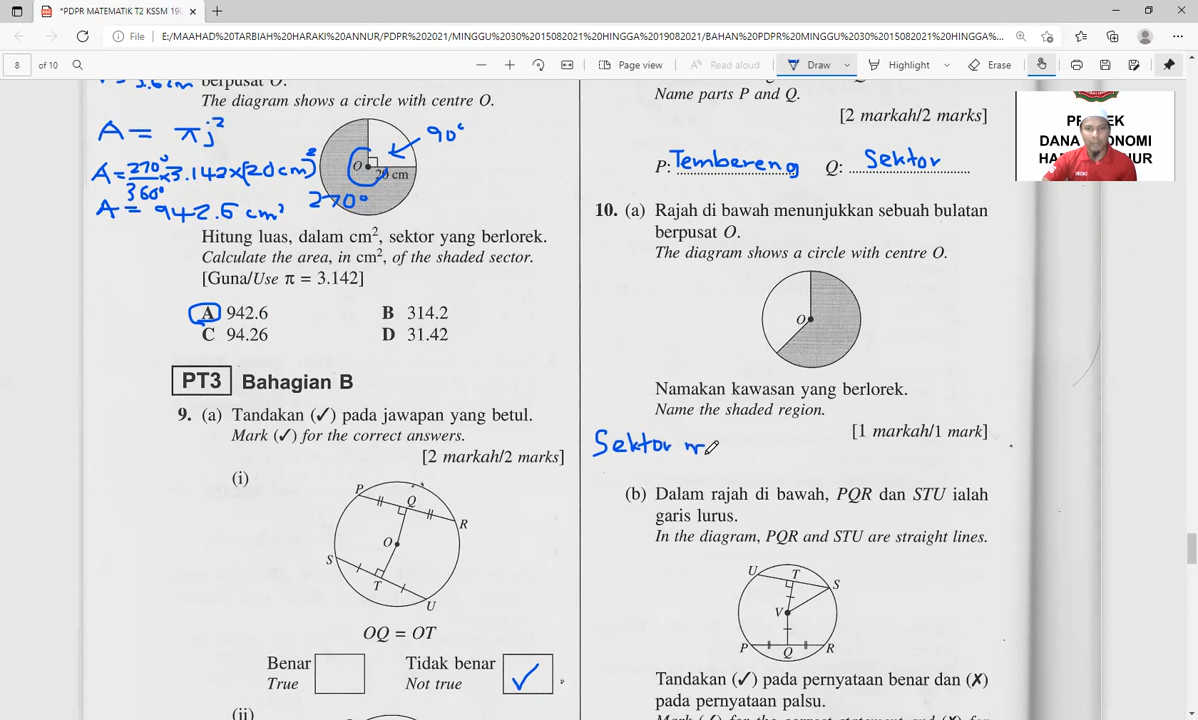 *PDPR MATEMATIK T2 KSSM 19
File
E:/MAAHAD%20TARBIAH%20HARAKI%20ANNUR/PDPR%202021/MINGGU%2030%2015082021%20HINGGA%2019082021/BAHAN%20PDPR%20MINGGU%2030%2015082021%20HINGGA%...
8 of 10
Page view
Read aloud
Draw
Highlight
Erase
3.6 cm
berpusat O.
The diagram shows a circle with centre O.
A = πj²
90°
A = 270°/360° × 3.142 × (20cm)²
O
20 cm
A = 942.6 cm²
270°
Hitung luas, dalam cm², sektor yang berlorek.
Calculate the area, in cm², of the shaded sector.
[Guna/Use π = 3.142]
A 942.6 B 314.2
C 94.26 D 31.42
PT3 Bahagian B
9. (a) Tandakan (✓) pada jawapan yang betul.
Mark (✓) for the correct answers.
[2 markah/2 marks]
(i)
P
Q
R
O
S
T
U
OQ = OT
Benar Tidak benar
True Not true ✓
(ii)
Name parts P and Q.
[2 markah/2 marks]
P: Tembereng Q: Sektor
10. (a) Rajah di bawah menunjukkan sebuah bulatan
berpusat O.
The diagram shows a circle with centre O.
O
Namakan kawasan yang berlorek.
Name the shaded region.
[1 markah/1 mark]
Sektor m
(b) Dalam rajah di bawah, PQR dan STU ialah
garis lurus.
In the diagram, PQR and STU are straight lines.
U
T
S
V
P
Q
R
Tandakan (✓) pada pernyataan benar dan (✗)
pada pernyataan palsu.
DANA